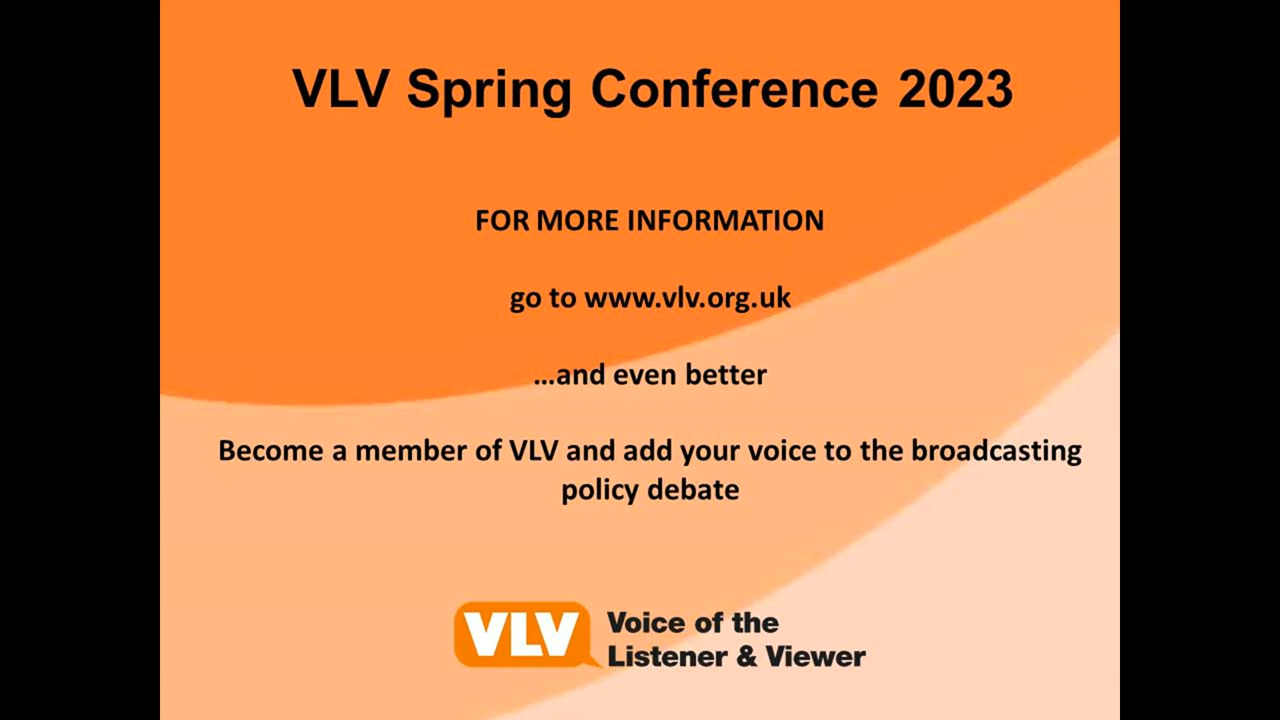 VLV Spring Conference 2023
FOR MORE INFORMATION
go to www.vlv.org.uk
...and even better
Become a member of VLV and add your voice to the broadcasting
policy debate
VLV
Voice of the
Listener & Viewer